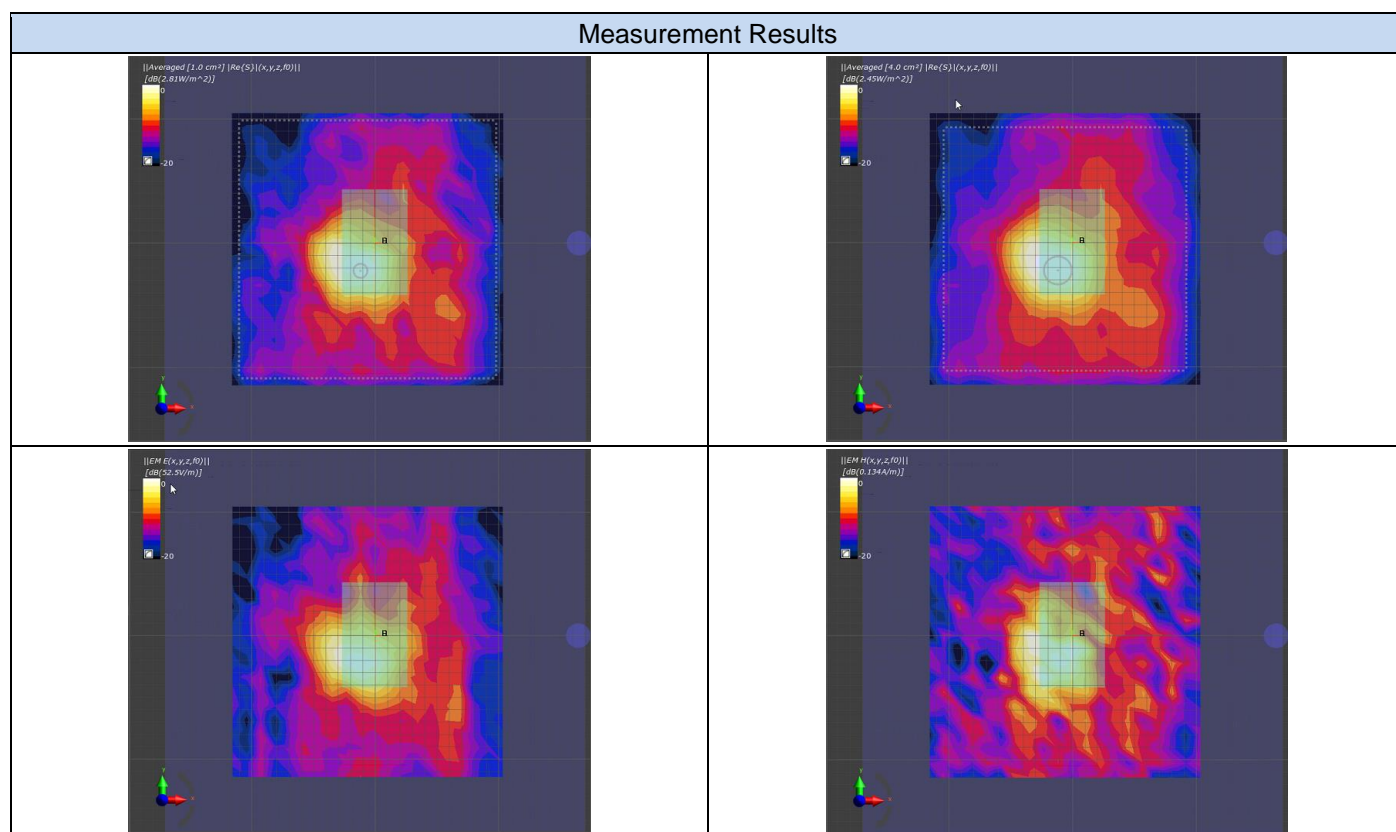 Measurement Results
||Averaged [1.0 cm²] |Re{S}|(x,y,z,f0)||
[dB(2.81W/m^2)]
0
-20
y
x
||Averaged [4.0 cm²] |Re{S}|(x,y,z,f0)||
[dB(2.45W/m^2)]
0
-20
y
x
||EM E(x,y,z,f0)||
[dB(52.5V/m)]
0
-20
y
x
||EM H(x,y,z,f0)||
[dB(0.134A/m)]
0
-20
y
x